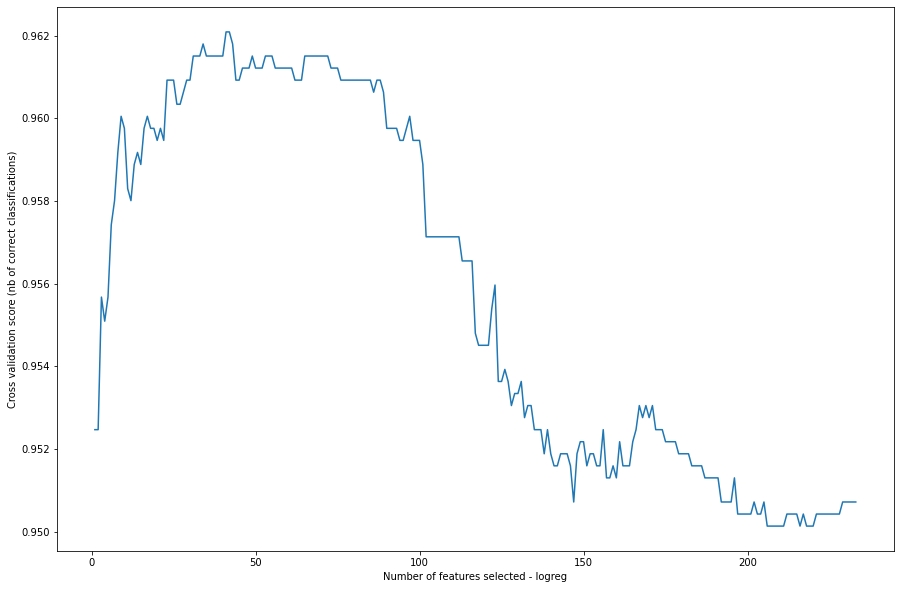 0.962
0.960
0.958
0.956
0.954
0.952
0.950
Cross validation score (nb of correct classifications)
0 50 100 150 200
Number of features selected - logreg